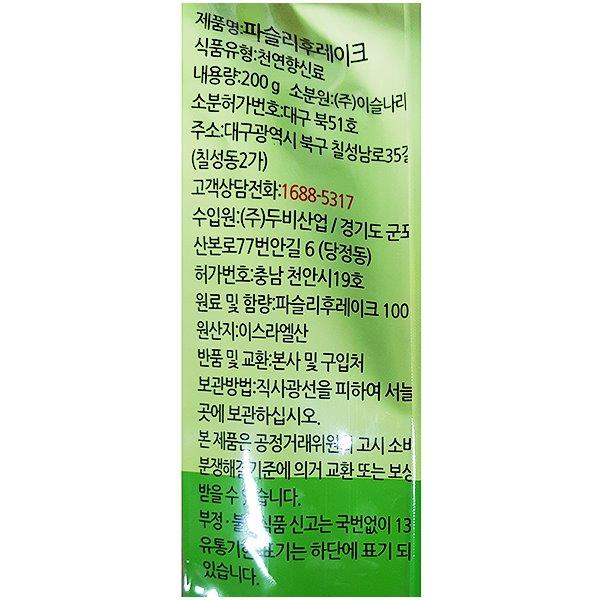 제품명:파슬리후레이크
식품유형:천연향신료
내용량:200 g 소분원:(주)이슬나라
소분허가번호:대구 북51호
주소:대구광역시 북구 칠성남로35길
(칠성동2가)
고객상담전화:1688-5317
수입원:(주)두비산업 / 경기도 군포
산본로77번안길 6 (당정동)
허가번호:충남 천안시19호
원료 및 함량:파슬리후레이크 100
원산지:이스라엘산
반품 및 교환:본사 및 구입처
보관방법:직사광선을 피하여 서늘
곳에 보관하십시오.
본 제품은 공정거래위원 고시 소비
분쟁해결기준에 의거 교환 또는 보상
받을 수 있습니다.
부정·불 식품 신고는 국번없이 13
유통기한 표기는 하단에 표기 되
있습니다.